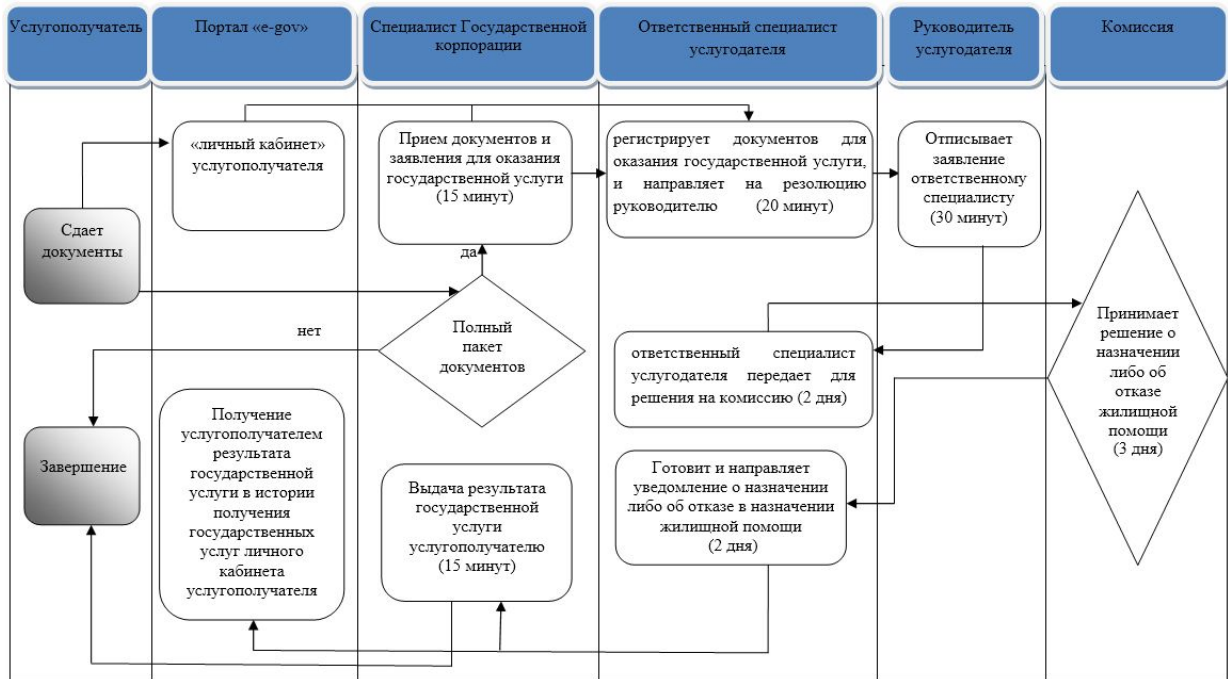 Услугополучатель
Портал «e-gov»
Специалист Государственной
корпорации
Ответственный специалист
услугодателя
Руководитель
услугодателя
Комиссия
«личный кабинет»
услугополучателя
Прием документов и
заявления для оказания
государственной услуги
(15 минут)
регистрирует документов для
оказания государственной услуги,
и направляет на резолюцию
руководителю (20 минут)
Отписывает
заявление
ответственному
специалисту
(30 минут)
Сдает
документы
да
нет
Полный
пакет
документов
ответственный специалист
услугодателя передает для
решения на комиссию (2 дня)
Принимает
решение о
назначении
либо об
отказе
жилищной
помощи
(3 дня)
Завершение
Получение
услугополучателем
результата
государственной
услуги в истории
получения
государственных
услуг личного
кабинета
услугополучателя
Выдача результата
государственной
услуги
услугополучателю
(15 минут)
Готовит и направляет
уведомление о назначении
либо об отказе в назначении
жилищной помощи
(2 дня)